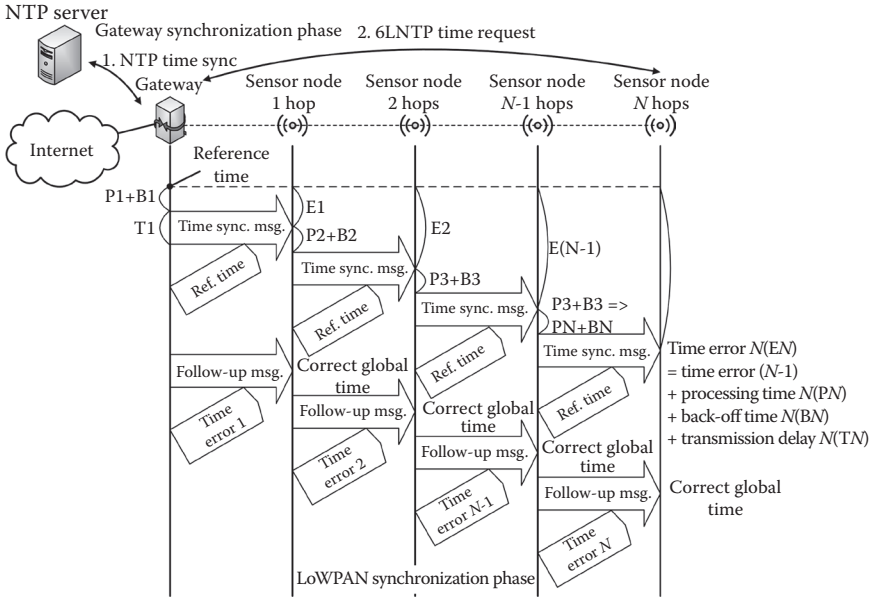 NTP server
Gateway synchronization phase
2. 6LNTP time request
1. NTP time sync
Gateway
Sensor node
1 hop
Sensor node
2 hops
Sensor node
N-1 hops
Sensor node
N hops
Internet
Reference
time
P1+B1
T1
Time sync. msg.
E1
P2+B2
E2
E(N-1)
Ref. time
Time sync. msg.
P3+B3
Ref. time
Time sync. msg.
P3+B3 =>
PN+BN
Ref. time
Time sync. msg.
Ref. time
Time error N(EN)
= time error (N-1)
+ processing time N(PN)
+ back-off time N(BN)
+ transmission delay N(TN)
Follow-up msg.
Correct global
time
Time
error 1
Follow-up msg.
Correct global
time
Time
error 2
Follow-up msg.
Correct global
time
Time
error N-1
Follow-up msg.
Correct global
time
Time
error N
LoWPAN synchronization phase